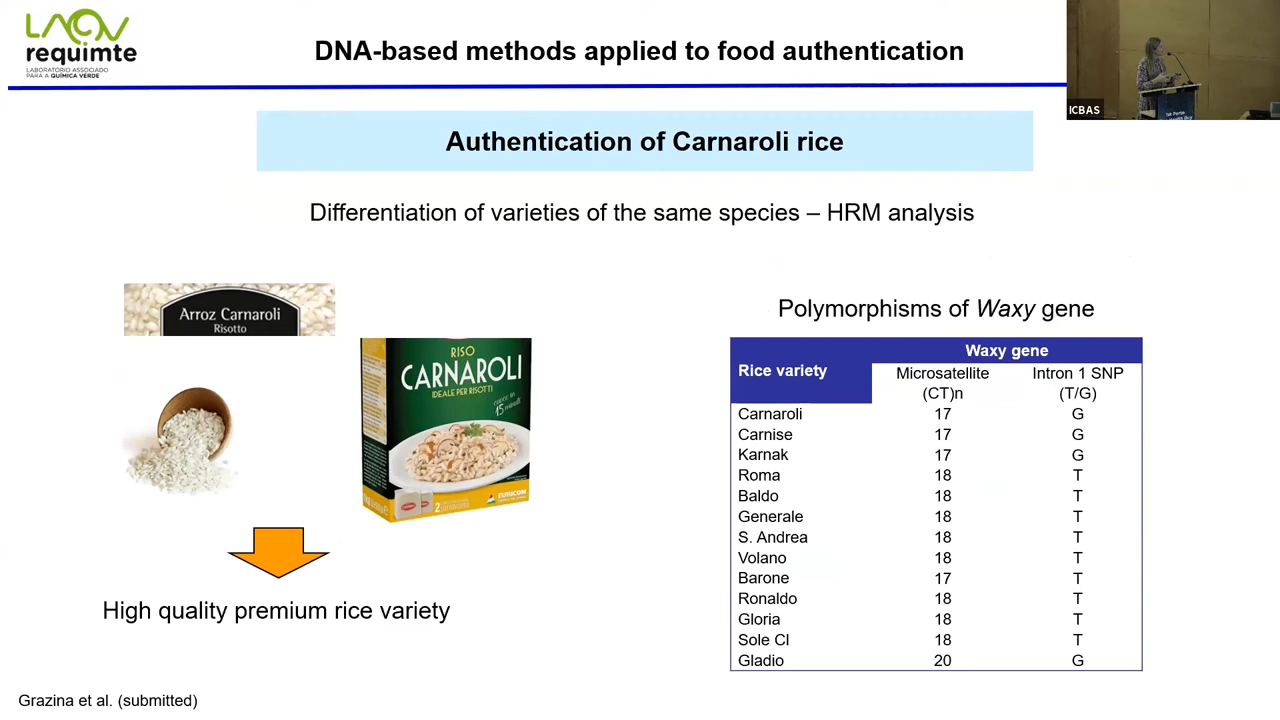 LAQV
requimte
LABORATÓRIO ASSOCIADO
PARA A QUÍMICA VERDE
DNA-based methods applied to food authentication
ICBAS
Authentication of Carnaroli rice
Differentiation of varieties of the same species – HRM analysis
Arroz Carnaroli
Risotto
RISO
CARNAROLI
IDEALE PER RISOTTI
15 minuti
EURICOM
High quality premium rice variety
Polymorphisms of Waxy gene
Rice variety Waxy gene
Microsatellite Intron 1 SNP
(CT)n (T/G)
Carnaroli 17 G
Carnise 17 G
Karnak 17 G
Roma 18 T
Baldo 18 T
Generale 18 T
S. Andrea 18 T
Volano 18 T
Barone 17 T
Ronaldo 18 T
Gloria 18 T
Sole Cl 18 T
Gladio 20 G
Grazina et al. (submitted)